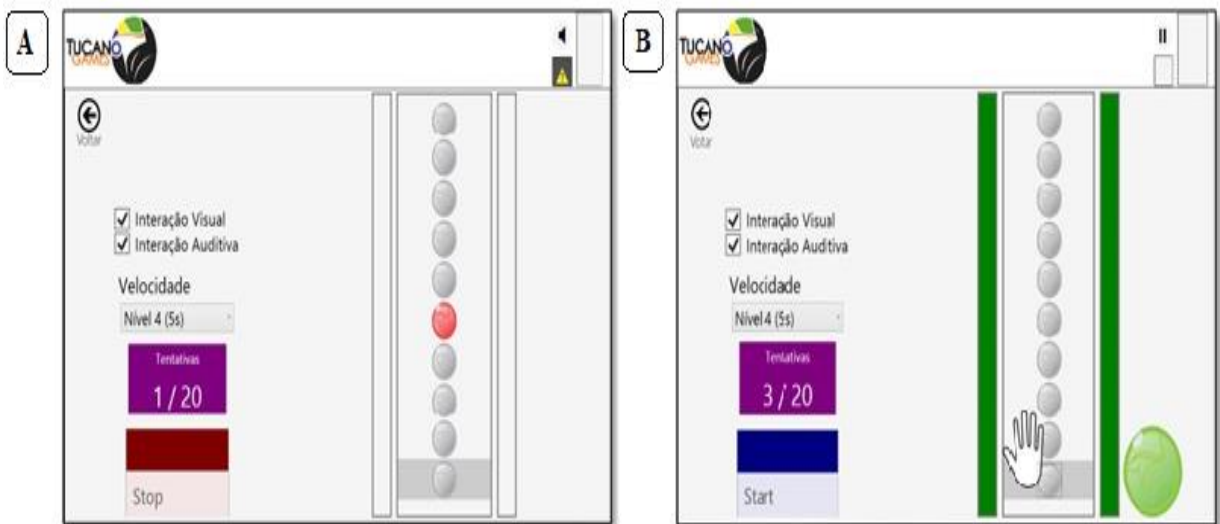 A
TUCANO
GAMES
Voltar
Interação Visual
Interação Auditiva
Velocidade
Nível 4 (5s)
Tentativas
1 / 20
Stop
B
TUCANO
GAMES
Voltar
Interação Visual
Interação Auditiva
Velocidade
Nível 4 (5s)
Tentativas
3 / 20
Start